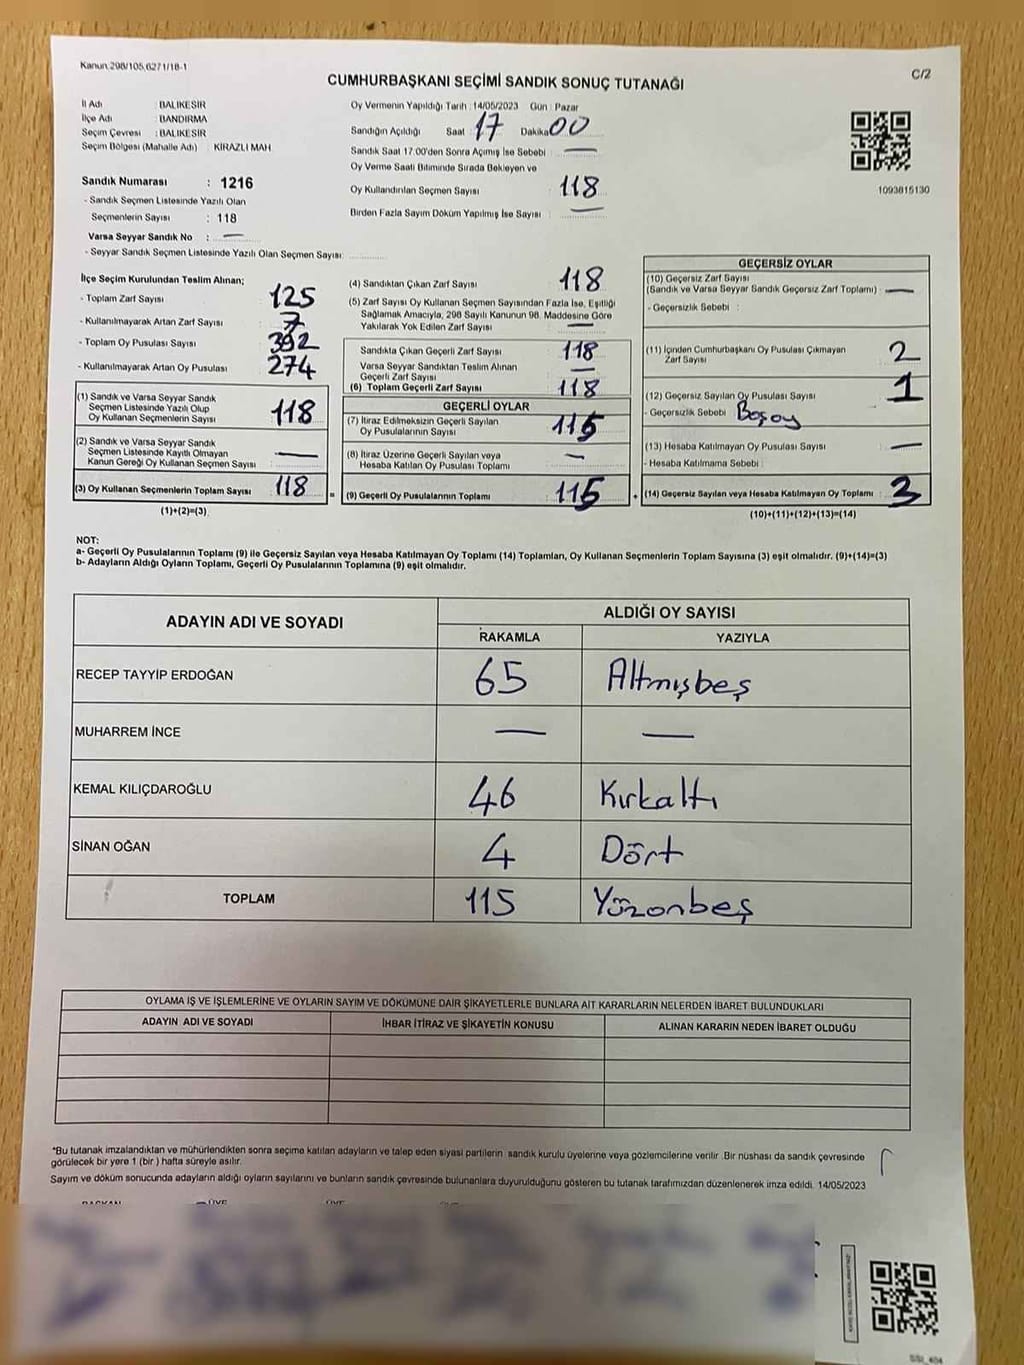 Kanun 298/105,6271/18-1
C/2
CUMHURBAŞKANI SEÇİMİ SANDIK SONUÇ TUTANAĞI
İl Adı : BALIKESİR
İlçe Adı : BANDIRMA
Seçim Çevresi : BALIKESİR
Seçim Bölgesi (Mahalle Adı) : KİRAZLI MAH
Sandık Numarası : 1216
- Sandık Seçmen Listesinde Yazılı Olan
Seçmenlerin Sayısı : 118
Varsa Seyyar Sandık No : —
- Seyyar Sandık Seçmen Listesinde Yazılı Olan Seçmen Sayısı:
Oy Vermenin Yapıldığı Tarih : 14/05/2023 Gün : Pazar
Sandığın Açıldığı Saat 17 Dakika 00
Sandık Saat 17.00'den Sonra Açımış İse Sebebi —
Oy Verme Saati Bitiminde Sırada Bekleyen ve
Oy Kullandırılan Seçmen Sayısı 118
Birden Fazla Sayım Döküm Yapılmış İse Sayısı —
1093815130
İlçe Seçim Kurulundan Teslim Alınan;
- Toplam Zarf Sayısı 125
- Kullanılmayarak Artan Zarf Sayısı 7
- Toplam Oy Pusulası Sayısı 392
- Kullanılmayarak Artan Oy Pusulası 274
(1) Sandık ve Varsa Seyyar Sandık
Seçmen Listesinde Yazılı Olup
Oy Kullanan Seçmenlerin Sayısı 118
(2) Sandık ve Varsa Seyyar Sandık
Seçmen Listesinde Kayıtlı Olmayan
Kanun Gereği Oy Kullanan Seçmen Sayısı —
(3) Oy Kullanan Seçmenlerin Toplam Sayısı 118
(1)+(2)=(3)
=
(4) Sandıktan Çıkan Zarf Sayısı 118
(5) Zarf Sayısı Oy Kullanan Seçmen Sayısından Fazla İse, Eşitliği
Sağlamak Amacıyla, 298 Sayılı Kanunun 98. Maddesine Göre
Yakılarak Yok Edilen Zarf Sayısı —
Sandıkta Çıkan Geçerli Zarf Sayısı 118
Varsa Seyyar Sandıktan Teslim Alınan
Geçerli Zarf Sayısı —
(6) Toplam Geçerli Zarf Sayısı 118
GEÇERLİ OYLAR
(7) İtiraz Edilmeksizin Geçerli Sayılan
Oy Pusulalarının Sayısı 115
(8) İtiraz Üzerine Geçerli Sayılan veya
Hesaba Katılan Oy Pusulası Toplamı —
(9) Geçerli Oy Pusulalarının Toplamı 115
+
GEÇERSİZ OYLAR
(10) Geçersiz Zarf Sayısı
(Sandık ve Varsa Seyyar Sandık Geçersiz Zarf Toplamı) : —
- Geçersizlik Sebebi :
(11) İçinden Cumhurbaşkanı Oy Pusulası Çıkmayan
Zarf Sayısı 2
(12) Geçersiz Sayılan Oy Pusulası Sayısı 1
- Geçersizlik Sebebi Boşoy
(13) Hesaba Katılmayan Oy Pusulası Sayısı —
- Hesaba Katılmama Sebebi :
(14) Geçersiz Sayılan veya Hesaba Katılmayan Oy Toplamı : 3
(10)+(11)+(12)+(13)=(14)
NOT:
a- Geçerli Oy Pusulalarının Toplamı (9) ile Geçersiz Sayılan veya Hesaba Katılmayan Oy Toplamı (14) Toplamları, Oy Kullanan Seçmenlerin Toplam Sayısına (3) eşit olmalıdır. (9)+(14)=(3)
b- Adayların Aldığı Oyların Toplamı, Geçerli Oy Pusulalarının Toplamına (9) eşit olmalıdır.
ADAYIN ADI VE SOYADI ALDIĞI OY SAYISI
RAKAMLA YAZIYLA
RECEP TAYYİP ERDOĞAN 65 Altmışbeş
MUHARREM İNCE — —
KEMAL KILIÇDAROĞLU 46 Kırkaltı
SİNAN OĞAN 4 Dört
TOPLAM 115 Yüzonbeş
OYLAMA İŞ VE İŞLEMLERİNE VE OYLARIN SAYIM VE DÖKÜMÜNE DAİR ŞİKAYETLERLE BUNLARA AİT KARARLARIN NELERDEN İBARET BULUNDUKLARI
ADAYIN ADI VE SOYADI İHBAR İTİRAZ VE ŞİKAYETİN KONUSU ALINAN KARARIN NEDEN İBARET OLDUĞU
*Bu tutanak imzalandıktan ve mühürlendikten sonra seçime katılan adayların ve talep eden siyasi partilerin sandık kurulu üyelerine veya gözlemcilerine verilir. Bir nüshası da sandık çevresinde
görülecek bir yere 1 (bir) hafta süreyle asılır.
Sayım ve döküm sonucunda adayların aldığı oyların sayılarını ve bunların sandık çevresinde bulunanlara duyurulduğunu gösteren bu tutanak tarafımızdan düzenlenerek imza edildi. 14/05/2023
BAŞKAN ÜYE ÜYE